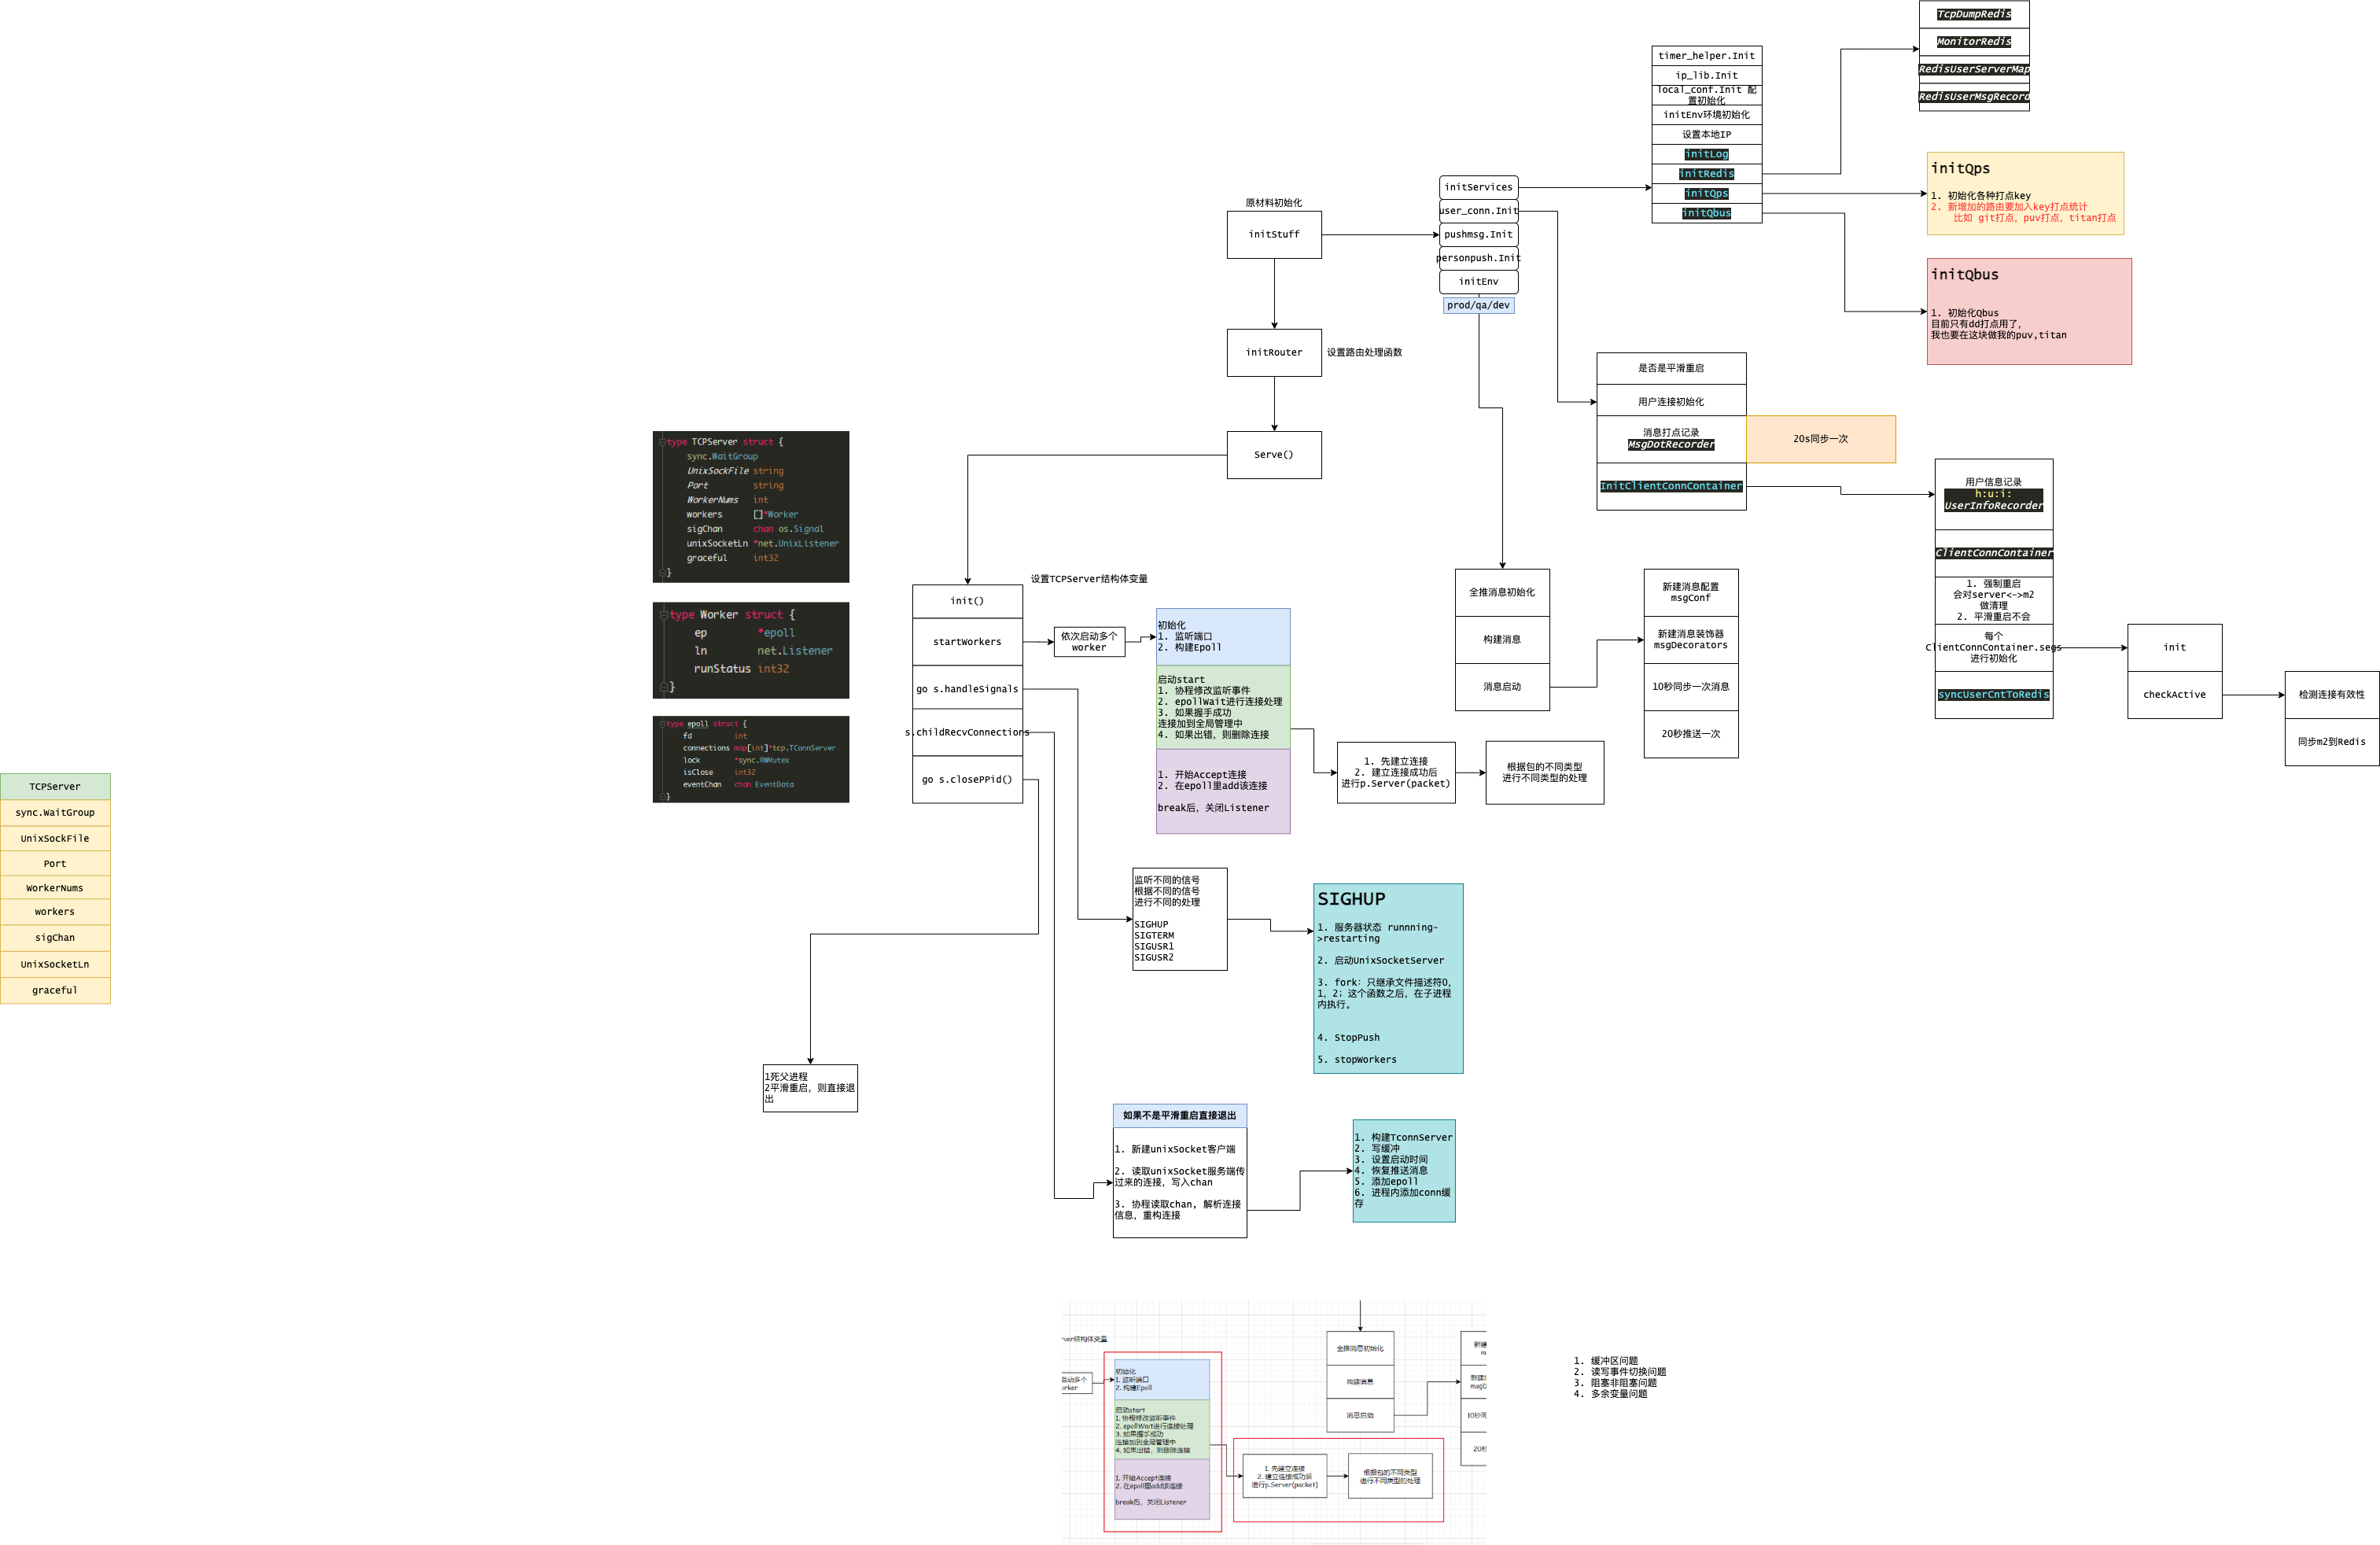 TcpDumpRedis
MonitorRedis
RedisUserServerMap
RedisUserMsgRecord
timer_helper.Init
ip_lib.Init
local_conf.Init 配
置初始化
initEnv环境初始化
设置本地IP
initLog
initRedis
initQps
initQbus
initQps
1. 初始化各种打点key
2. 新增加的路由要加入key打点统计
比如 git打点，puv打点，titan打点
initQbus
1. 初始化Qbus
目前只有dd打点用了，
我也要在这块做我的puv,titan
原材料初始化
initStuff
initRouter
设置路由处理函数
Serve()
initServices
user_conn.Init
pushmsg.Init
personpush.Init
initEnv
prod/qa/dev
是否是平滑重启
用户连接初始化
消息打点记录
MsgDotRecorder
20s同步一次
InitClientConnContainer
用户信息记录
h:u:i:
UserInfoRecorder
ClientConnContainer
1. 强制重启
会对server<->m2
做清理
2. 平滑重启不会
每个
ClientConnContainer.segs
进行初始化
syncUserCntToRedis
init
checkActive
检测连接有效性
同步m2到Redis
type TCPServer struct {
sync.WaitGroup
UnixSockFile string
Port string
WorkerNums int
workers []*Worker
sigChan chan os.Signal
unixSocketLn *net.UnixListener
graceful int32
}
type Worker struct {
ep *epoll
ln net.Listener
runStatus int32
}
type epoll struct {
fd int
connections map[int]*tcp.TConnServer
lock *sync.RWMutex
isClose int32
eventChan chan EventData
}
TCPServer
sync.WaitGroup
UnixSockFile
Port
WorkerNums
workers
sigChan
UnixSocketLn
graceful
设置TCPServer结构体变量
init()
startWorkers
go s.handleSignals
s.childRecvConnections
go s.closePPid()
依次启动多个
worker
初始化
1. 监听端口
2. 构建Epoll
启动start
1. 协程修改监听事件
2. epollWait进行连接处理
3. 如果握手成功
连接加到全局管理中
4. 如果出错，则删除连接
1. 开始Accept连接
2. 在epoll里add该连接
break后，关闭Listener
1. 先建立连接
2. 建立连接成功后
进行p.Server(packet)
根据包的不同类型
进行不同类型的处理
全推消息初始化
构建消息
消息启动
新建消息配置
msgConf
新建消息装饰器
msgDecorators
10秒同步一次消息
20秒推送一次
监听不同的信号
根据不同的信号
进行不同的处理
SIGHUP
SIGTERM
SIGUSR1
SIGUSR2
SIGHUP
1. 服务器状态 runnning-
>restarting
2. 启动UnixSocketServer
3. fork：只继承文件描述符0，
1，2；这个函数之后，在子进程
内执行。
4. StopPush
5. stopWorkers
1死父进程
2平滑重启，则直接退
出
如果不是平滑重启直接退出
1. 新建unixSocket客户端
2. 读取unixSocket服务端传
过来的连接，写入chan
3. 协程读取chan, 解析连接
信息，重构连接
1. 构建TconnServer
2. 写缓冲
3. 设置启动时间
4. 恢复推送消息
5. 添加epoll
6. 进程内添加conn缓
存
rver结构体变量
启动多个
orker
初始化
1. 监听端口
2. 构建Epoll
启动start
1. 协程修改监听事件
2. epollWait进行连接处理
3. 如果握手成功
连接加到全局管理中
4. 如果出错，则删除连接
1. 开始Accept连接
2. 在epoll里add该连接
break后，关闭Listener
1. 先建立连接
2. 建立连接成功后
进行p.Server(packet)
根据包的不同类型
进行不同类型的处理
全推消息初始化
构建消息
消息启动
新建
m
新建
msgD
10秒
20秒
1. 缓冲区问题
2. 读写事件切换问题
3. 阻塞非阻塞问题
4. 多余变量问题